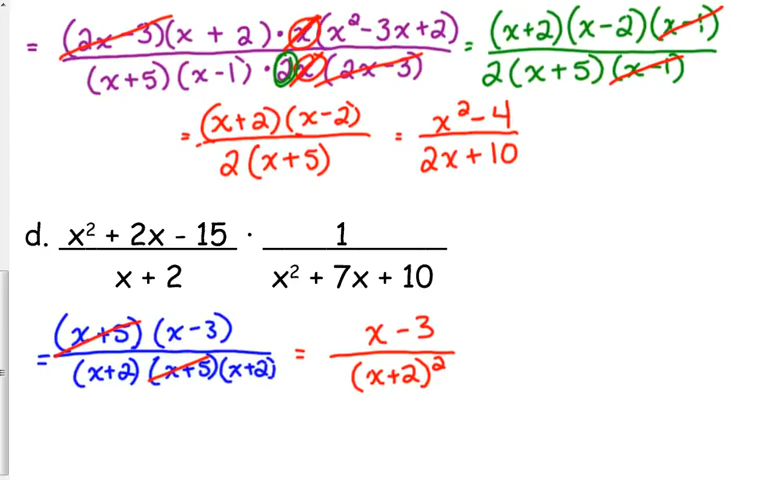 = (2x-3)(x + 2) · x(x² - 3x + 2) / (x+5)(x-1) · 2x(2x-3) = (x+2)(x-2)(x-1) / 2(x+5)(x-1)
= (x+2)(x-2) / 2(x+5) = x² - 4 / 2x + 10
d. x² + 2x - 15 / x + 2 · 1 / x² + 7x + 10
= (x+5)(x-3) / (x+2)(x+5)(x+2) = x - 3 / (x+2)²